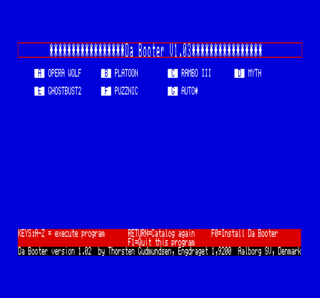 ****************Da Booter V1.03***************
A OPERA WOLF B PLATOON C RAMBO III D MYTH
E GHOSTBUST2 F PUZZNIC G AUTO*
KEYS:A-Z = execute program RETURN=Catalog again F0=Install Da Booter
F1=Quit this program
Da Booter version 1.02 by Thorsten Gudmundsen, Engdraget 1,9200 Aalborg SV, Denmark